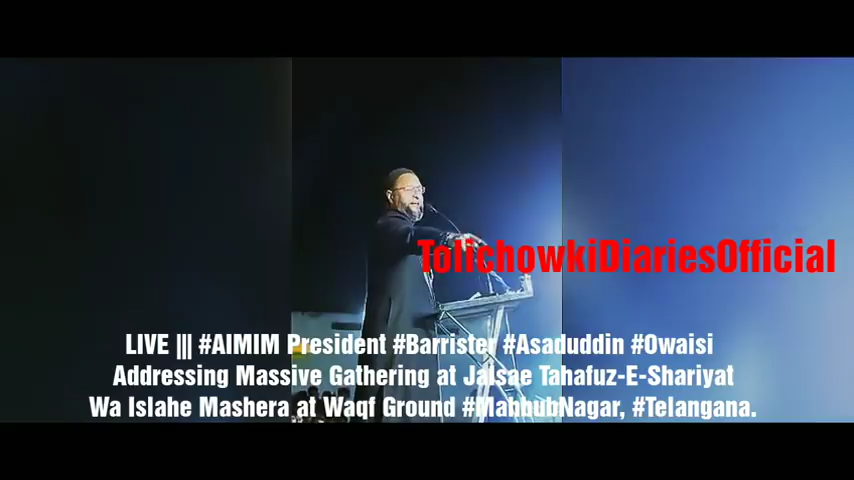 TolichowkiDiariesOfficial
LIVE ||| #AIMIM President #Barrister #Asaduddin #Owaisi
Addressing Massive Gathering at Jalsae Tahafuz-E-Shariyat
Wa Islahe Mashera at Waqf Ground #MahbubNagar, #Telangana.